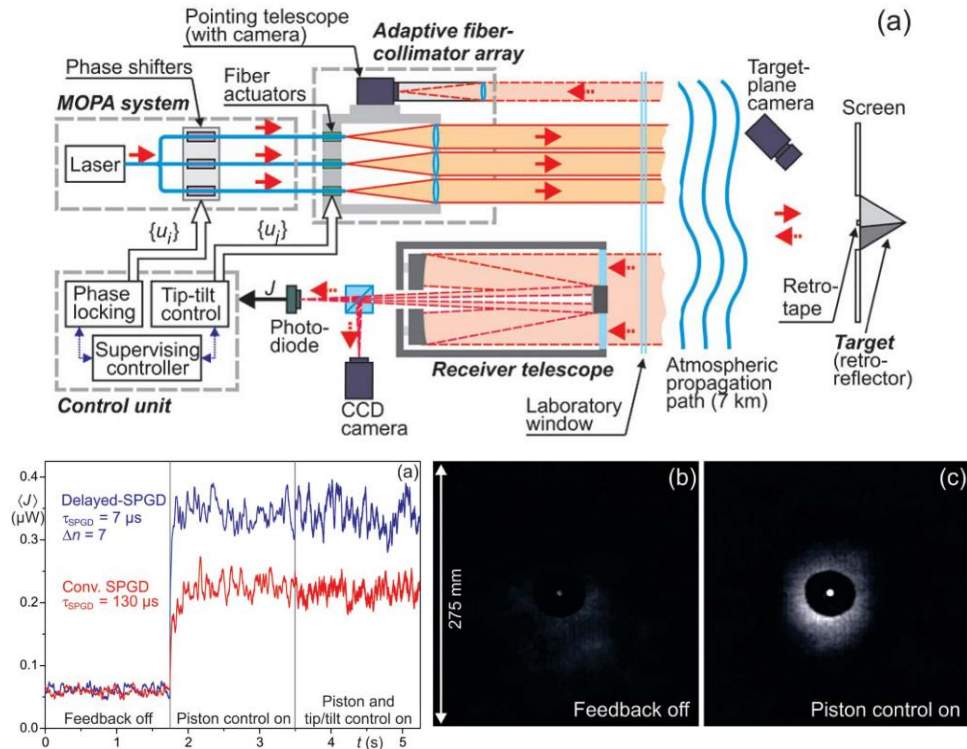 Pointing telescope
(with camera)
Adaptive fiber-
collimator array
(a)
Phase shifters
Fiber
actuators
MOPA system
Target-
plane
camera
Screen
Laser
{u_i}
{u_j}
Phase
locking
Tip-tilt
control
J
Photo-
diode
Supervising
controller
Control unit
CCD
camera
Receiver telescope
Laboratory
window
Atmospheric
propagation
path (7 km)
Retro-
tape
Target
(retro-
reflector)
0.4
⟨J⟩
(µW)
0.3
0.2
0.1
0.0
(a)
Delayed-SPGD
τSPGD = 7 µs
Δn = 7
Conv. SPGD
τSPGD = 130 µs
Feedback off
Piston control on
Piston and
tip/tilt control on
0
1
2
3
4
t (s)
5
275 mm
(b)
Feedback off
(c)
Piston control on